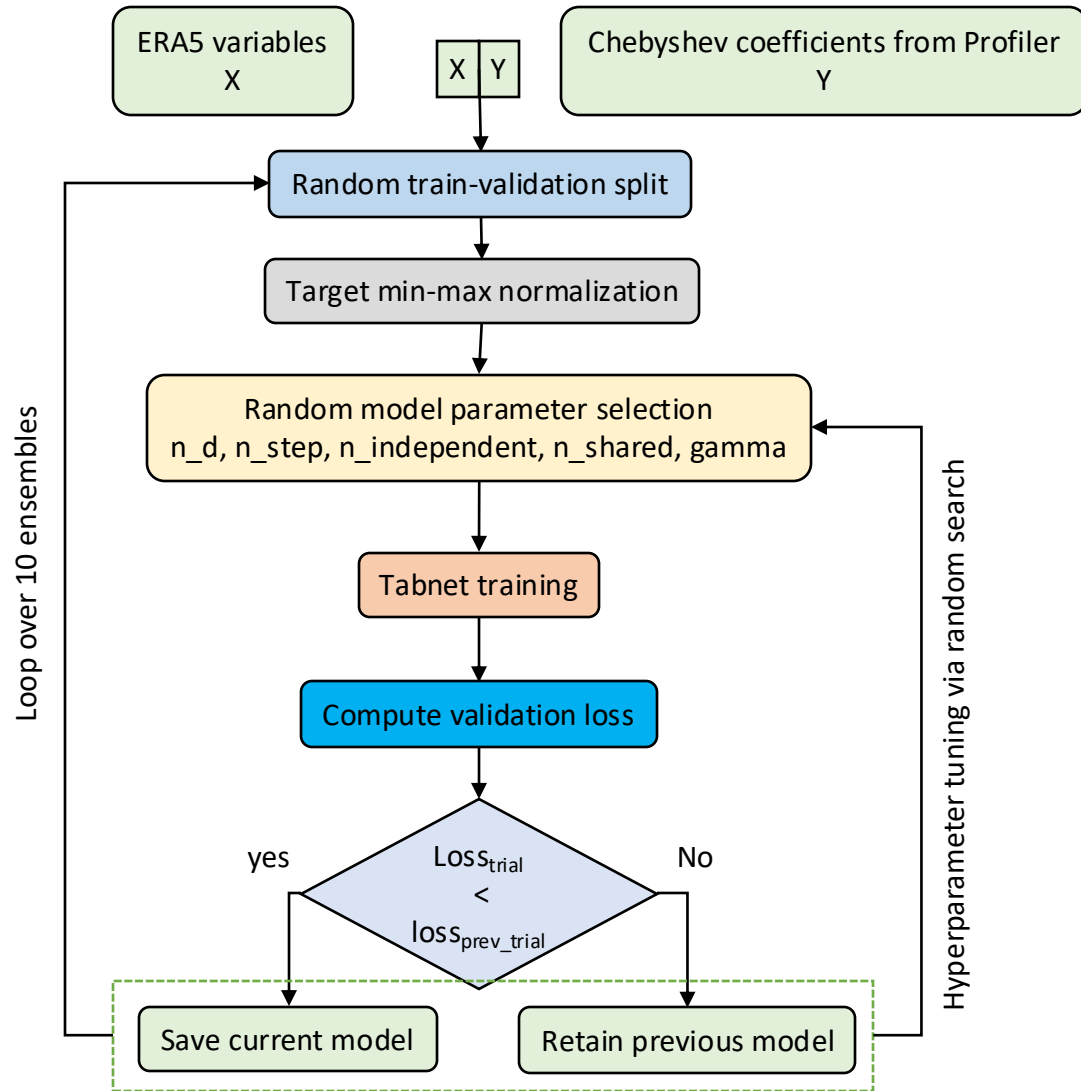 ERA5 variables
X
X Y
Chebyshev coefficients from Profiler
Y
Random train-validation split
Target min-max normalization
Random model parameter selection
n_d, n_step, n_independent, n_shared, gamma
Tabnet training
Compute validation loss
yes
Loss_trial
<
loss_prev_trial
No
Save current model
Retain previous model
Loop over 10 ensembles
Hyperparameter tuning via random search